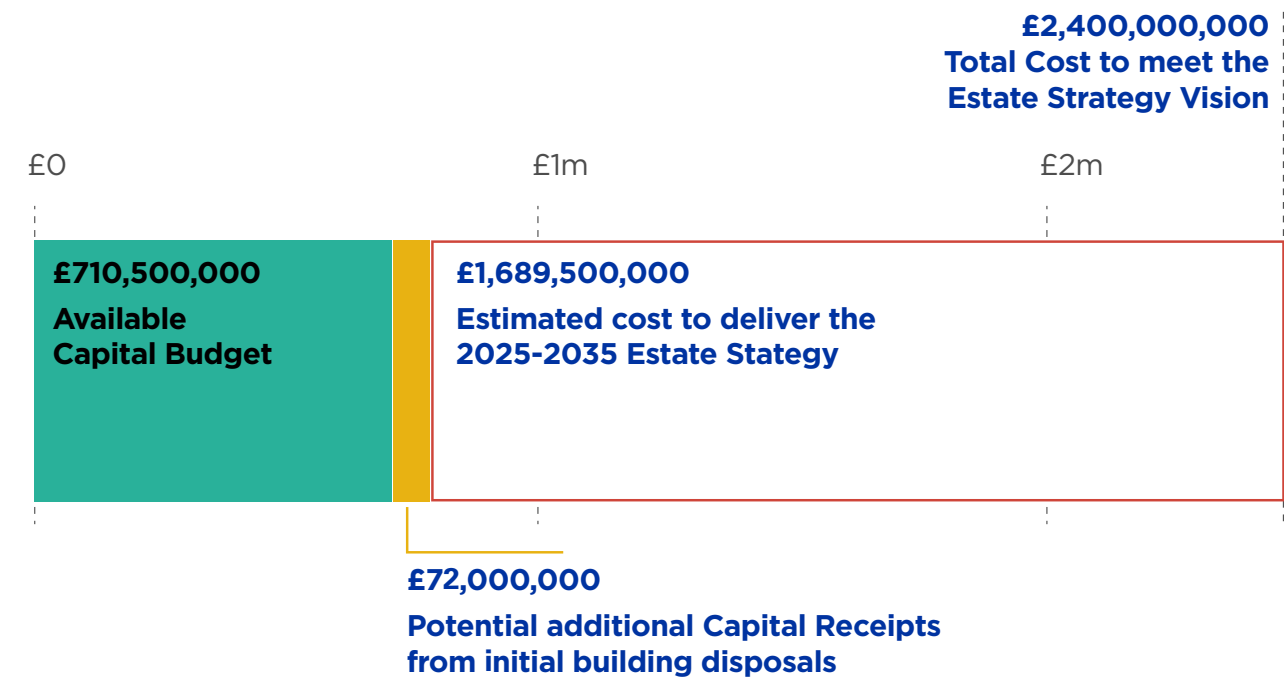 £2,400,000,000
Total Cost to meet the
Estate Strategy Vision
£0
£1m
£2m
£710,500,000
Available
Capital Budget
£1,689,500,000
Estimated cost to deliver the
2025-2035 Estate Stategy
£72,000,000
Potential additional Capital Receipts
from initial building disposals